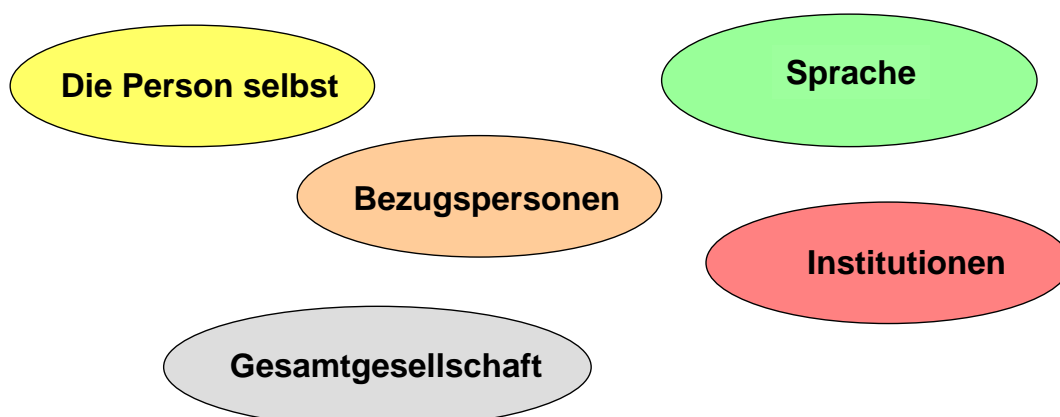 Die Person selbst
Sprache
Bezugspersonen
Institutionen
Gesamtgesellschaft